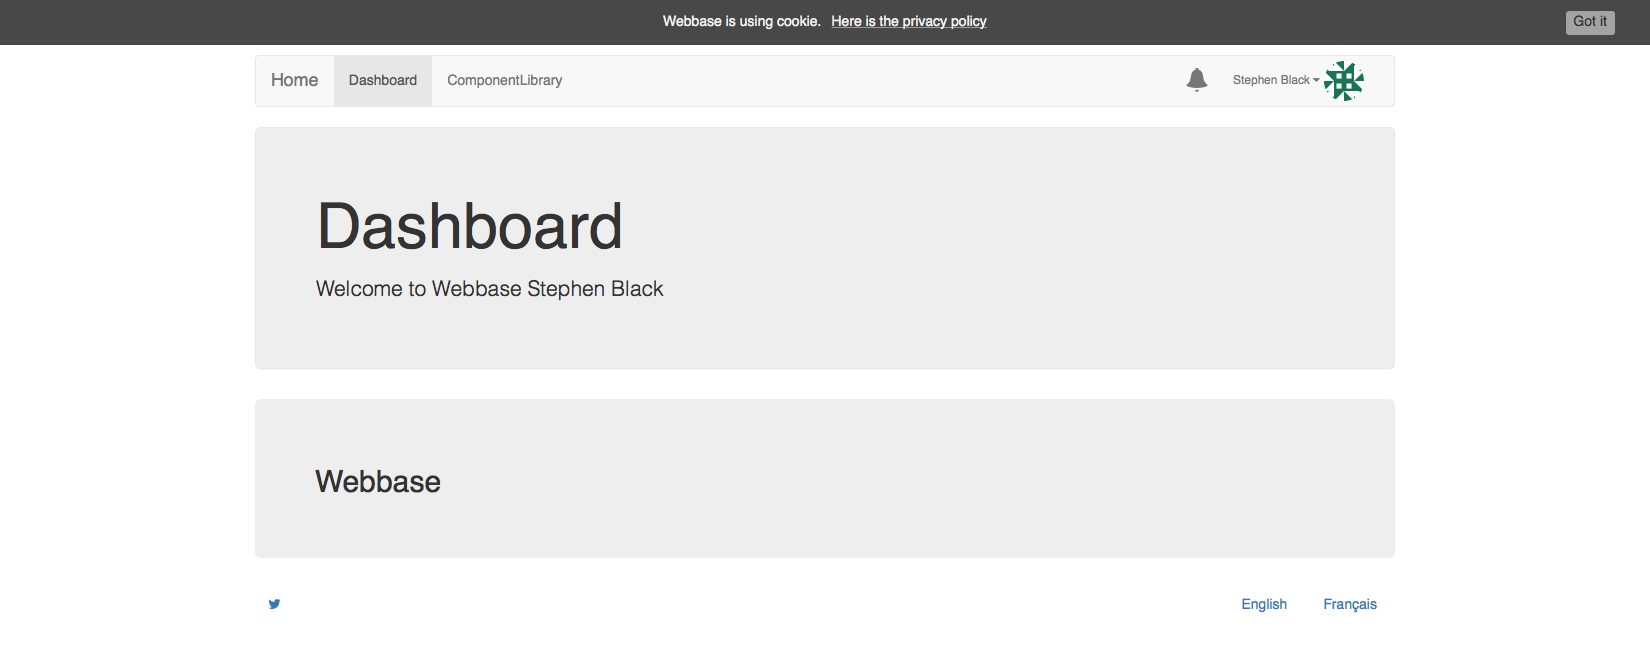 Webbase is using cookie. Here is the privacy policy Got it
Home Dashboard ComponentLibrary Stephen Black
Dashboard
Welcome to Webbase Stephen Black
Webbase
English Français